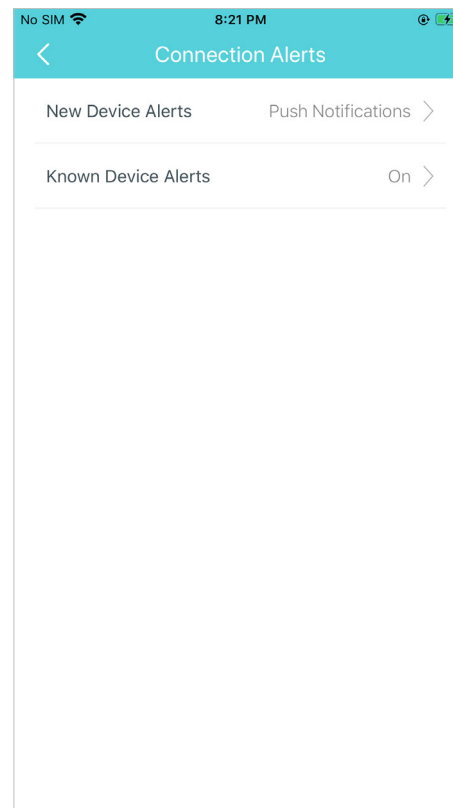 No SIM 8:21 PM
Connection Alerts
New Device Alerts Push Notifications
Known Device Alerts On